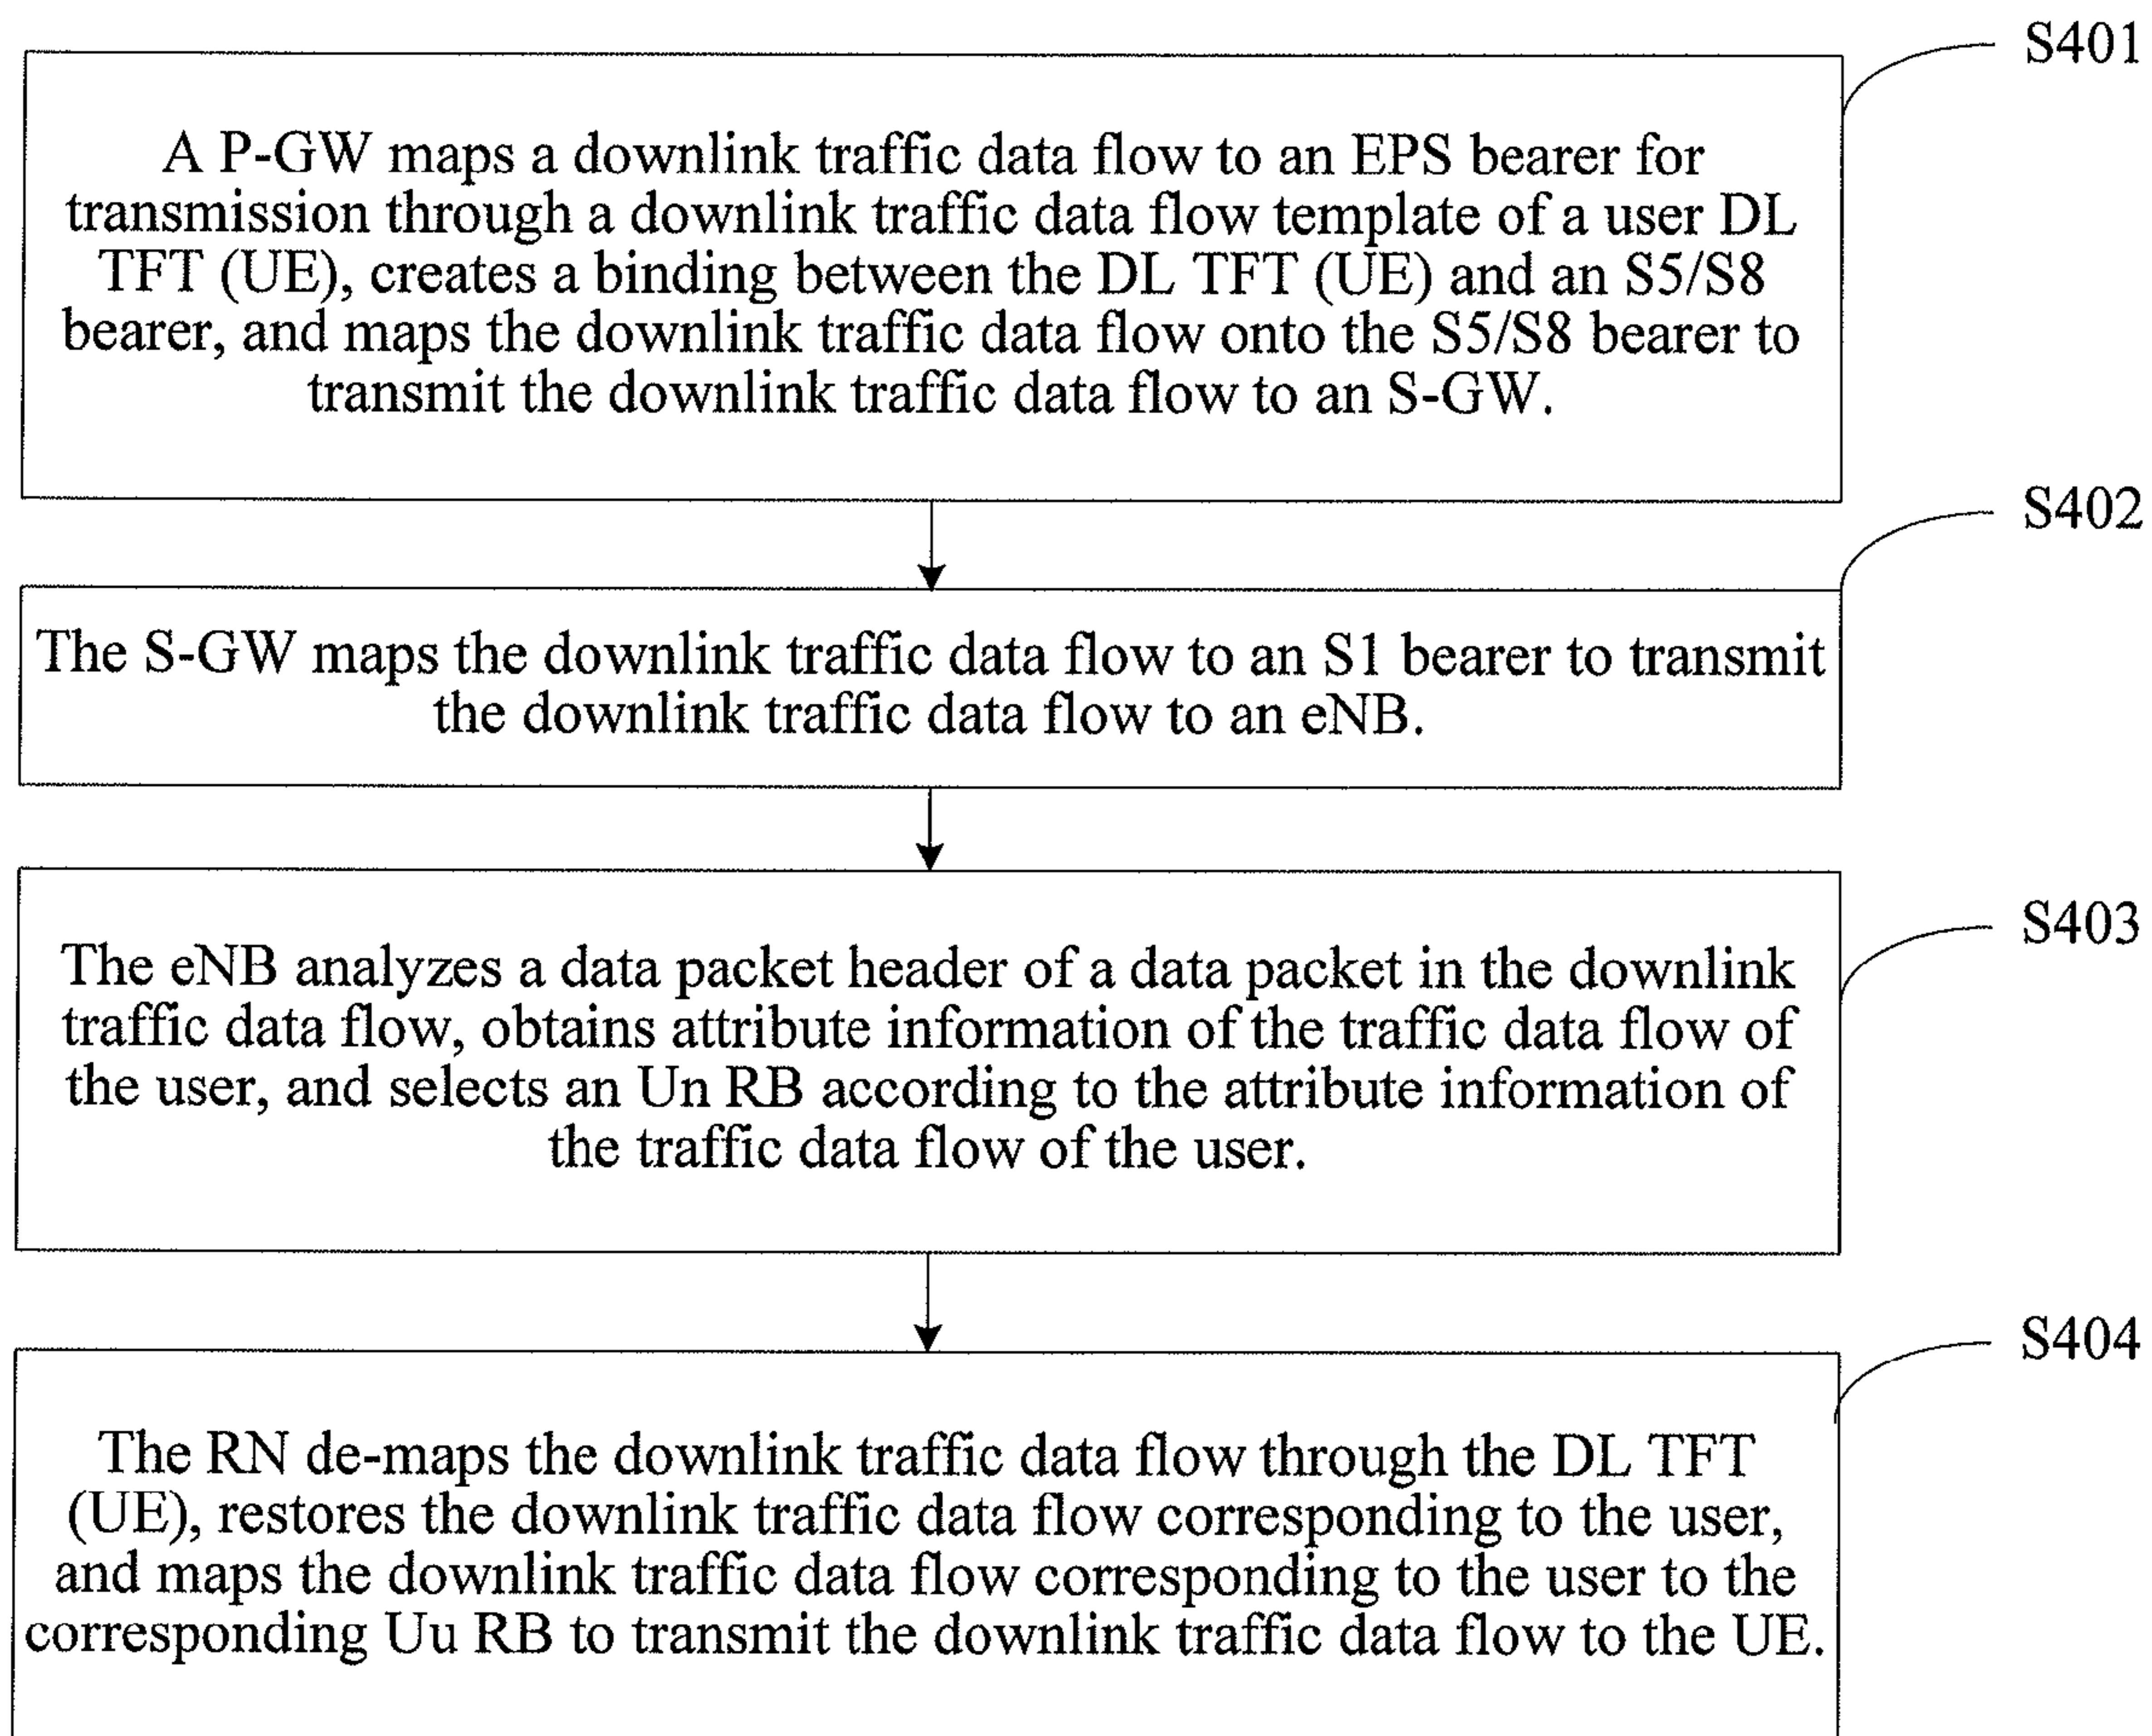 S401
A P-GW maps a downlink traffic data flow to an EPS bearer for
transmission through a downlink traffic data flow template of a user DL
TFT (UE), creates a binding between the DL TFT (UE) and an S5/S8
bearer, and maps the downlink traffic data flow onto the S5/S8 bearer to
transmit the downlink traffic data flow to an S-GW.
S402
The S-GW maps the downlink traffic data flow to an S1 bearer to transmit
the downlink traffic data flow to an eNB.
S403
The eNB analyzes a data packet header of a data packet in the downlink
traffic data flow, obtains attribute information of the traffic data flow of
the user, and selects an Un RB according to the attribute information of
the traffic data flow of the user.
S404
The RN de-maps the downlink traffic data flow through the DL TFT
(UE), restores the downlink traffic data flow corresponding to the user,
and maps the downlink traffic data flow corresponding to the user to the
corresponding Uu RB to transmit the downlink traffic data flow to the UE.